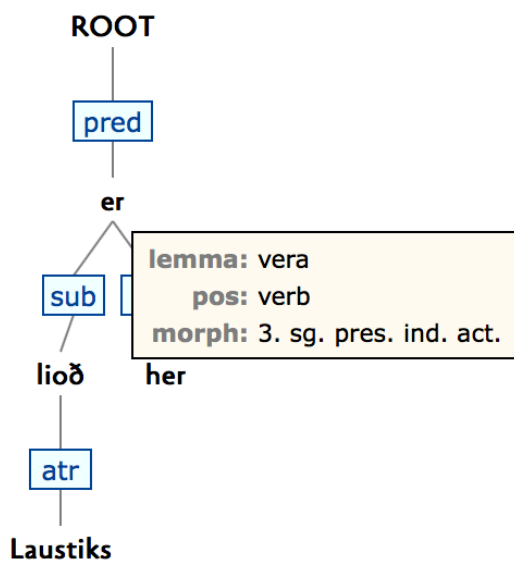 ROOT
pred
er
lemma: vera
pos: verb
morph: 3. sg. pres. ind. act.
sub
lioð
her
atr
Laustiks